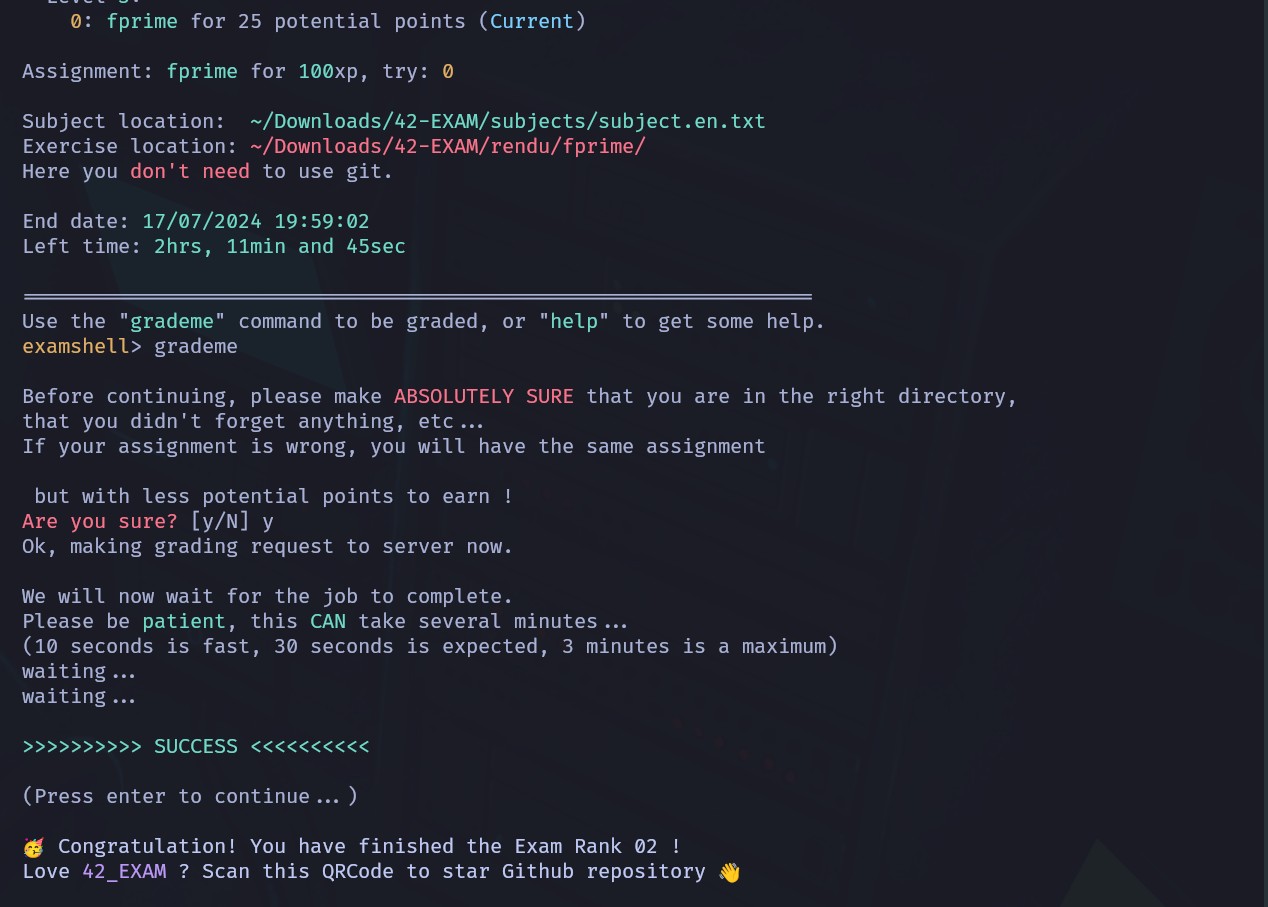 0: fprime for 25 potential points (Current)
Assignment: fprime for 100xp, try: 0
Subject location:  ~/Downloads/42-EXAM/subjects/subject.en.txt
Exercise location: ~/Downloads/42-EXAM/rendu/fprime/
Here you don't need to use git.
End date: 17/07/2024 19:59:02
Left time: 2hrs, 11min and 45sec
Use the "grademe" command to be graded, or "help" to get some help.
examshell> grademe
Before continuing, please make ABSOLUTELY SURE that you are in the right directory,
that you didn't forget anything, etc...
If your assignment is wrong, you will have the same assignment
but with less potential points to earn !
Are you sure? [y/N] y
Ok, making grading request to server now.
We will now wait for the job to complete.
Please be patient, this CAN take several minutes...
(10 seconds is fast, 30 seconds is expected, 3 minutes is a maximum)
waiting...
waiting...
>>>>>>>>>> SUCCESS <<<<<<<<<<
(Press enter to continue...)
🥳 Congratulation! You have finished the Exam Rank 02 !
Love 42_EXAM ? Scan this QRCode to star Github repository 👋